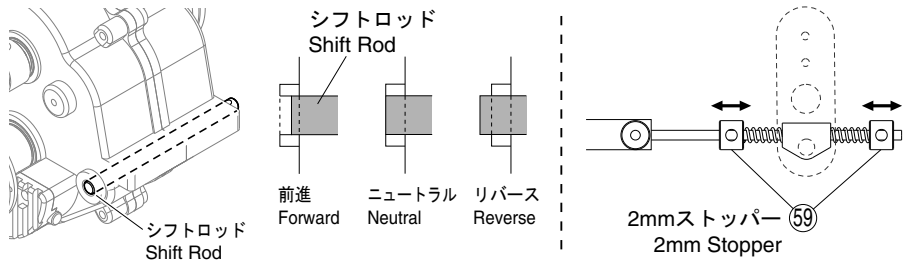 シフトロッド
Shift Rod
前進
Forward
ニュートラル
Neutral
リバース
Reverse
シフトロッド
Shift Rod
2mmストッパー 59
2mm Stopper